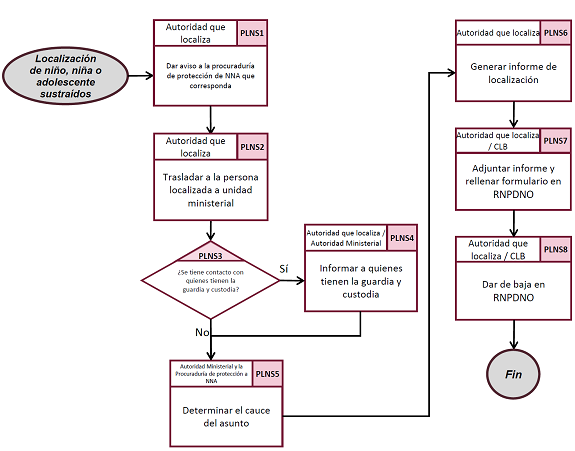 Localización
de niño, niña o
adolescente
sustraídos
Autoridad que
localiza
PLNS1
Dar aviso a la procuraduría
de protección de NNA que
corresponda
Autoridad que
localiza
PLNS2
Trasladar a la persona
localizada a unidad
ministerial
PLNS3
¿Se tiene contacto con
quienes tienen la
guardia y custodia?
Sí
No
Autoridad que localiza /
Autoridad Ministerial
PLNS4
Informar a quienes
tienen la guardia y
custodia
Autoridad Ministerial y la
Procuraduría de protección a
NNA
PLNS5
Determinar el cauce
del asunto
Autoridad que localiza
PLNS6
Generar informe de
localización
Autoridad que localiza
/ CLB
PLNS7
Adjuntar informe y
rellenar formulario en
RNPDNO
Autoridad que
localiza / CLB
PLNS8
Dar de baja en
RNPDNO
Fin